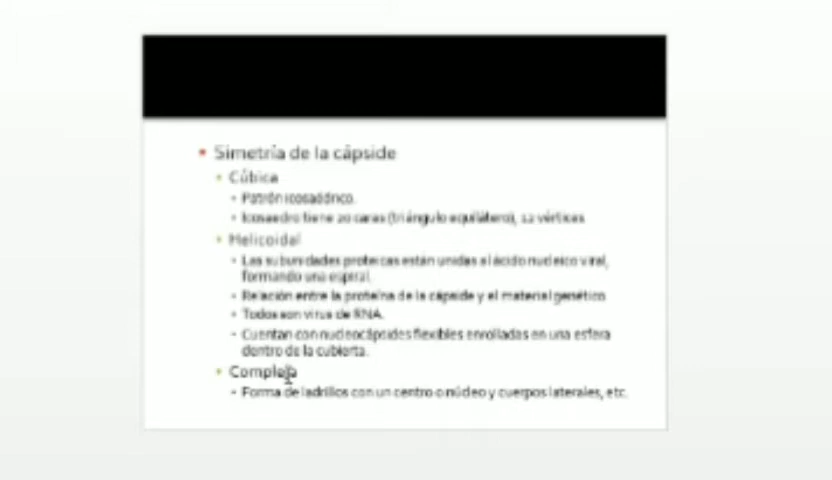 Simetría de la cápside
Cúbica
Patrón icosaédrico.
Icosaedro tiene 20 caras (triángulo equilátero), 12 vértices
Helicoidal
Las subunidades proteicas están unidas al ácido nucleico viral,
formando una espiral.
Relación entre la proteína de la cápside y el material genético
Todos son virus de RNA.
Cuentan con nucleocápsides flexibles enrolladas en una esfera
dentro de la cubierta.
Compleja
Forma de ladrillos con un centro o núcleo y cuerpos laterales, etc.